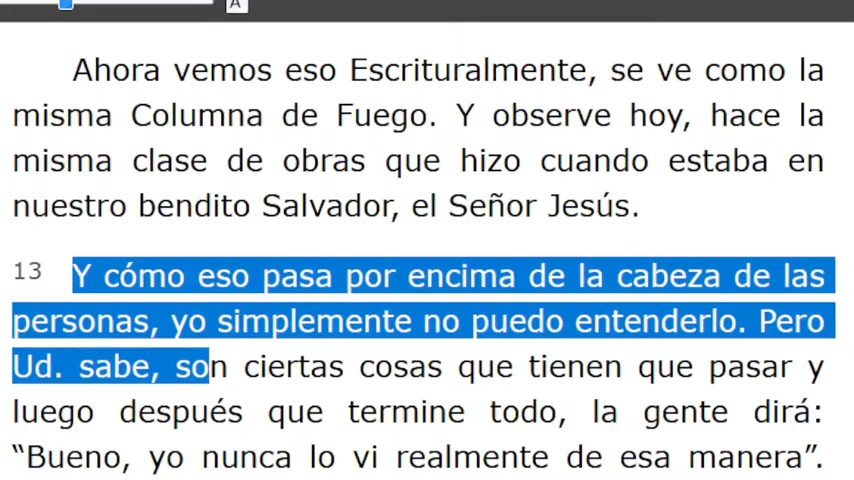 A
Ahora vemos eso Escrituralmente, se ve como la
misma Columna de Fuego. Y observe hoy, hace la
misma clase de obras que hizo cuando estaba en
nuestro bendito Salvador, el Señor Jesús.
13 Y cómo eso pasa por encima de la cabeza de las
personas, yo simplemente no puedo entenderlo. Pero
Ud. sabe, son ciertas cosas que tienen que pasar y
luego después que termine todo, la gente dirá:
“Bueno, yo nunca lo vi realmente de esa manera”.